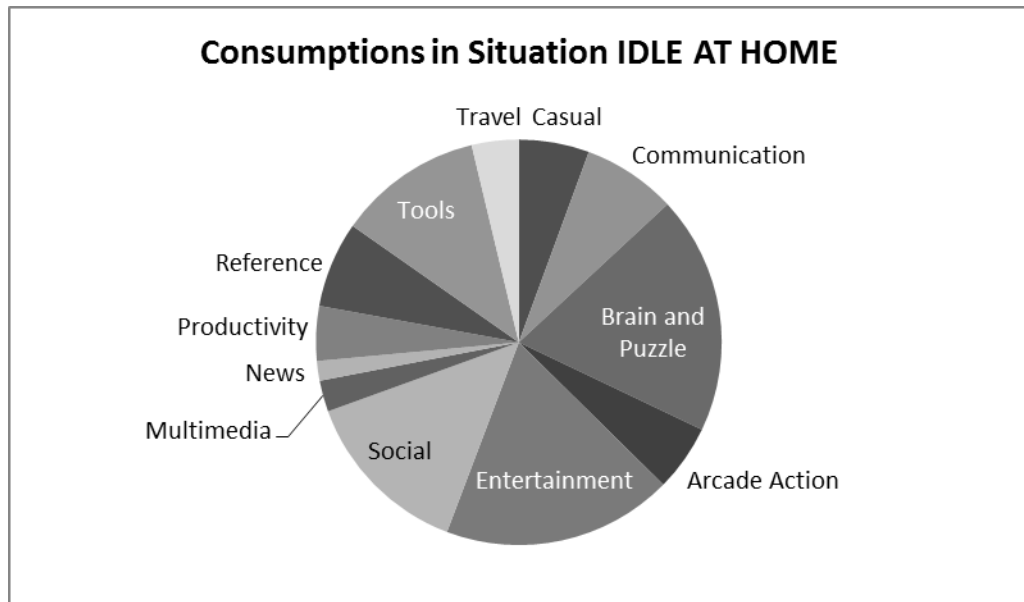 Consumptions in Situation IDLE AT HOME
Travel
Casual
Communication
Tools
Reference
Brain and
Puzzle
Productivity
News
Multimedia
Social
Entertainment
Arcade Action